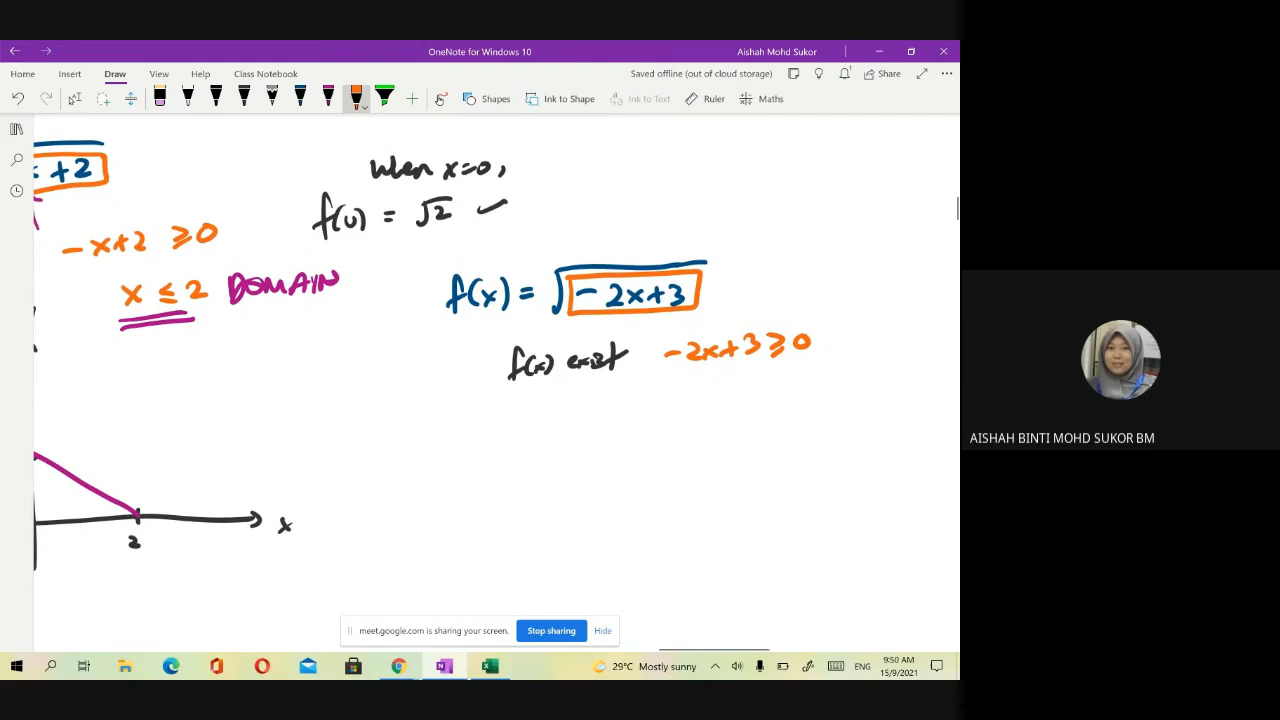 OneNote for Windows 10
Aishah Mohd Sukor
Home Insert Draw View Help Class Notebook
Saved offline (out of cloud storage) Share
Shapes Ink to Shape Ink to Text Ruler Maths
+2
when x=0,
f(0) = √2 ✓
-x+2 ≥0
x ≤ 2 DOMAIN
f(x) = √-2x+3
f(x) exist -2x+3 ≥ 0
x
2
AISHAH BINTI MOHD SUKOR BM
meet.google.com is sharing your screen. Stop sharing Hide
29°C Mostly sunny ENG 9:50 AM
15/9/2021